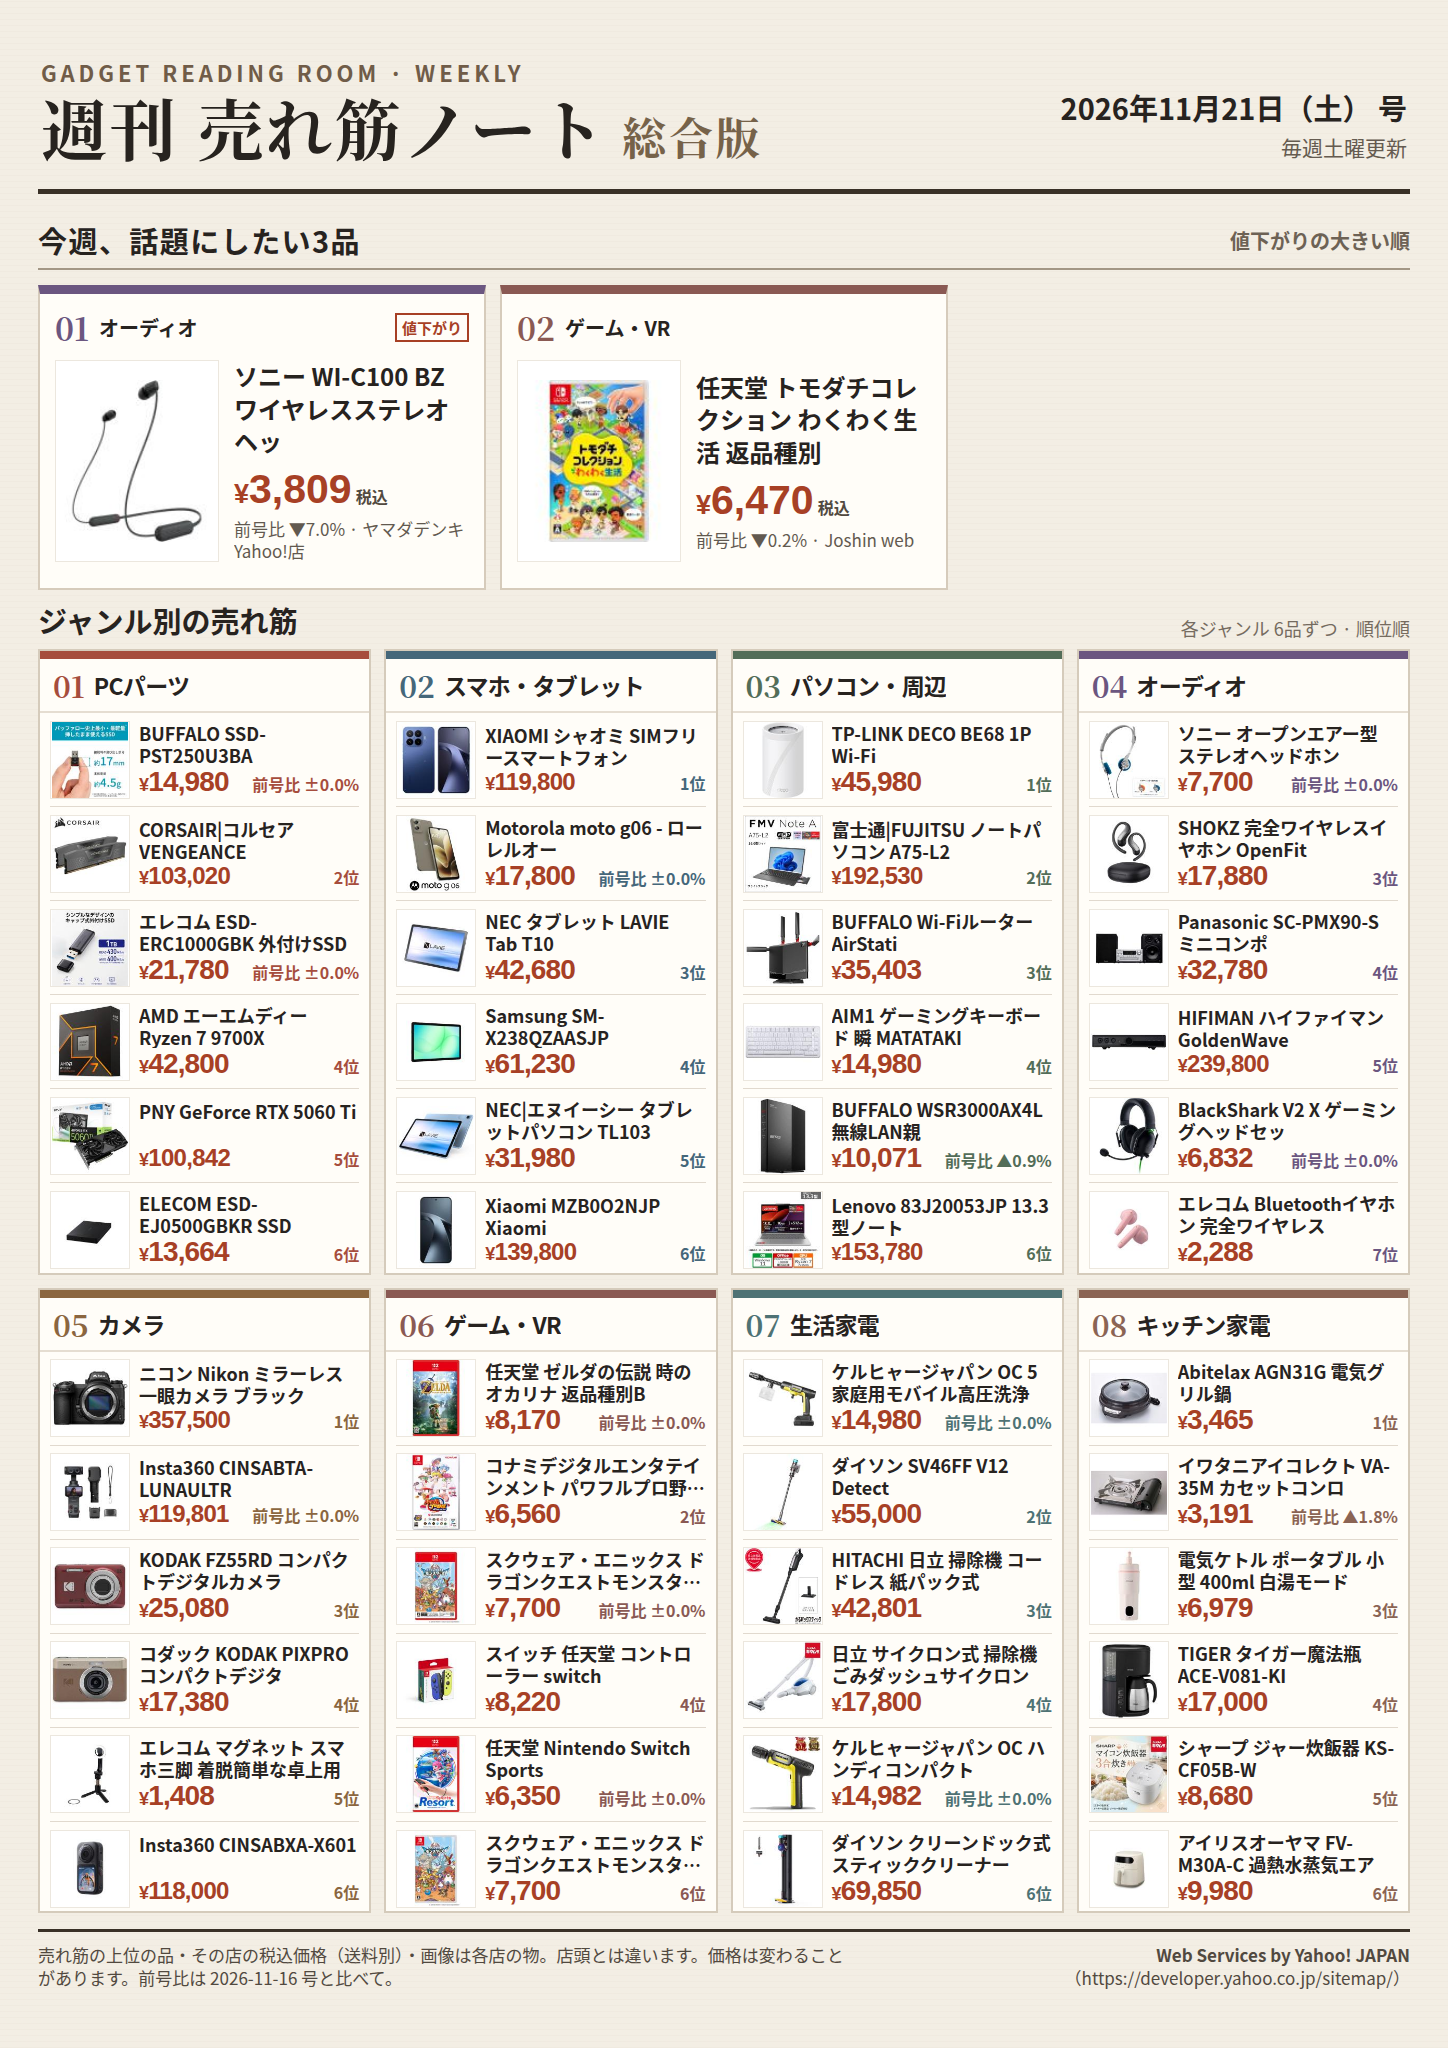 GADGET READING ROOM · WEEKLY
週刊 売れ筋ノート 総合版
2026年11月21日（土） 号
毎週土曜更新
今週、話題にしたい3品
値下がりの大きい順
01 オーディオ
値下がり
ソニー WI-C100 BZ
ワイヤレスステレオ
ヘッ
¥3,809 税込
前号比 ▼7.0% · ヤマダデンキ
Yahoo!店
02 ゲーム・VR
トモダチ
コレクション
わくわく生活
任天堂 トモダチコレ
クション わくわく生
活 返品種別
¥6,470 税込
前号比 ▼0.2% · Joshin web
ジャンル別の売れ筋
各ジャンル 6品ずつ · 順位順
01 PCパーツ
約17mm
約4.5g
BUFFALO SSD-
PST250U3BA
¥14,980 前号比 ±0.0%
CORSAIR
CORSAIR|コルセア
VENGEANCE
¥103,020 2位
エレコム ESD-
ERC1000GBK 外付けSSD
¥21,780 前号比 ±0.0%
AMD エーエムディー
Ryzen 7 9700X
¥42,800 4位
PNY GeForce RTX 5060 Ti
¥100,842 5位
ELECOM ESD-
EJ0500GBKR SSD
¥13,664 6位
02 スマホ・タブレット
XIAOMI シャオミ SIMフリ
ースマートフォン
¥119,800 1位
moto g06
Motorola moto g06 - ロー
レルオー
¥17,800 前号比 ±0.0%
NEC タブレット LAVIE
Tab T10
¥42,680 3位
Samsung SM-
X238QZAASJP
¥61,230 4位
NEC|エヌイーシー タブレ
ットパソコン TL103
¥31,980 5位
Xiaomi MZB0O2NJP
Xiaomi
¥139,800 6位
03 パソコン・周辺
TP-LINK DECO BE68 1P
Wi-Fi
¥45,980 1位
FMV Note A
A75-L2
富士通|FUJITSU ノートパ
ソコン A75-L2
¥192,530 2位
BUFFALO Wi-Fiルーター
AirStati
¥35,403 3位
AIM1 ゲーミングキーボー
ド 瞬 MATATAKI
¥14,980 4位
BUFFALO WSR3000AX4L
無線LAN親
¥10,071 前号比 ▲0.9%
Lenovo 83J20053JP 13.3
型ノート
¥153,780 6位
04 オーディオ
ソニー オープンエアー型
ステレオヘッドホン
¥7,700 前号比 ±0.0%
SHOKZ 完全ワイヤレスイ
ヤホン OpenFit
¥17,880 3位
Panasonic SC-PMX90-S
ミニコンポ
¥32,780 4位
HIFIMAN ハイファイマン
GoldenWave
¥239,800 5位
BlackShark V2 X ゲーミン
グヘッドセッ
¥6,832 前号比 ±0.0%
エレコム Bluetoothイヤホ
ン 完全ワイヤレス
¥2,288 7位
05 カメラ
ニコン Nikon ミラーレス
一眼カメラ ブラック
¥357,500 1位
Insta360 CINSABTA-
LUNAULTR
¥119,801 前号比 ±0.0%
KODAK FZ55RD コンパク
トデジタルカメラ
¥25,080 3位
コダック KODAK PIXPRO
コンパクトデジタ
¥17,380 4位
エレコム マグネット スマ
ホ三脚 着脱簡単な卓上用
¥1,408 5位
Insta360 CINSABXA-X601
¥118,000 6位
06 ゲーム・VR
ZELDA
任天堂 ゼルダの伝説 時の
オカリナ 返品種別B
¥8,170 前号比 ±0.0%
コナミデジタルエンタテイ
ンメント パワフルプロ野…
¥6,560 2位
スクウェア・エニックス ド
ラゴンクエストモンスタ…
¥7,700 前号比 ±0.0%
スイッチ 任天堂 コントロ
ーラー switch
¥8,220 4位
Resort
任天堂 Nintendo Switch
Sports
¥6,350 前号比 ±0.0%
スクウェア・エニックス ド
ラゴンクエストモンスタ…
¥7,700 6位
07 生活家電
ケルヒャージャパン OC 5
家庭用モバイル高圧洗浄
¥14,980 前号比 ±0.0%
ダイソン SV46FF V12
Detect
¥55,000 2位
HITACHI 日立 掃除機 コー
ドレス 紙パック式
¥42,801 3位
日立 サイクロン式 掃除機
ごみダッシュサイクロン
¥17,800 4位
ケルヒャージャパン OC ハ
ンディコンパクト
¥14,982 前号比 ±0.0%
ダイソン クリーンドック式
スティッククリーナー
¥69,850 6位
08 キッチン家電
Abitelax AGN31G 電気グ
リル鍋
¥3,465 1位
イワタニアイコレクト VA-
35M カセットコンロ
¥3,191 前号比 ▲1.8%
電気ケトル ポータブル 小
型 400ml 白湯モード
¥6,979 3位
TIGER タイガー魔法瓶
ACE-V081-KI
¥17,000 4位
SHARP
マイコン炊飯器
3合炊き
シャープ ジャー炊飯器 KS-
CF05B-W
¥8,680 5位
アイリスオーヤマ FV-
M30A-C 過熱水蒸気エア
¥9,980 6位
売れ筋の上位の品・その店の税込価格（送料別）・画像は各店の物。店頭とは違います。価格は変わること
があります。前号比は 2026-11-16 号と比べて。
Web Services by Yahoo! JAPAN
（https://developer.yahoo.co.jp/sitemap/）